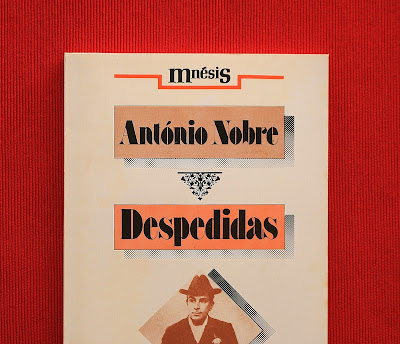 mnésis
António Nobre
Despedidas